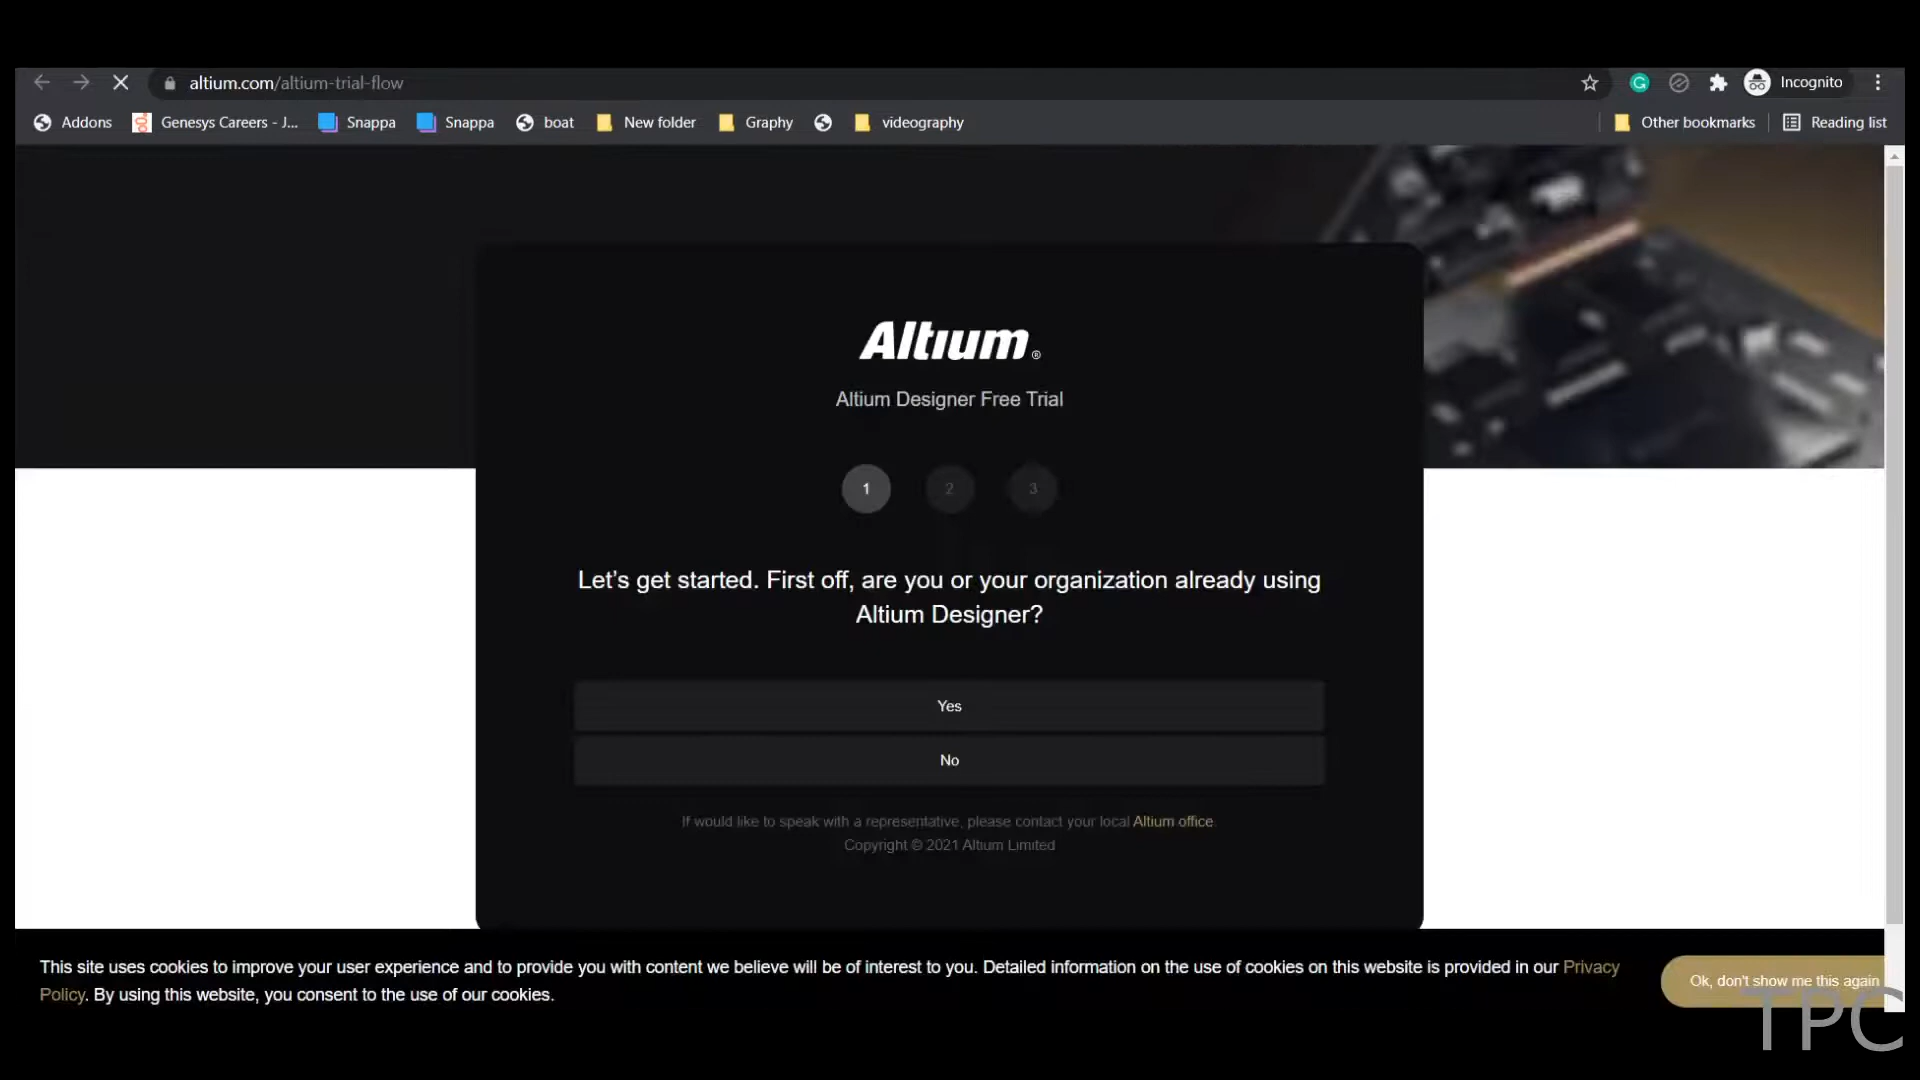 altium.com/altium-trial-flow
Incognito
Addons Genesys Careers - J... Snappa Snappa boat New folder Graphy videography Other bookmarks Reading list
Altium®
Altium Designer Free Trial
1 2 3
Let's get started. First off, are you or your organization already using
Altium Designer?
Yes
No
If would like to speak with a representative, please contact your local Altium office.
Copyright © 2021 Altium Limited
This site uses cookies to improve your user experience and to provide you with content we believe will be of interest to you. Detailed information on the use of cookies on this website is provided in our Privacy
Policy. By using this website, you consent to the use of our cookies.
Ok, don't show me this again
TPC